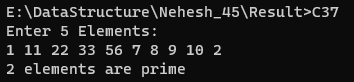 E:\DataStructure\Nehesh_45\Result>C37
Enter 5 Elements:
1 11 22 33 56 7 8 9 10 2
2 elements are prime